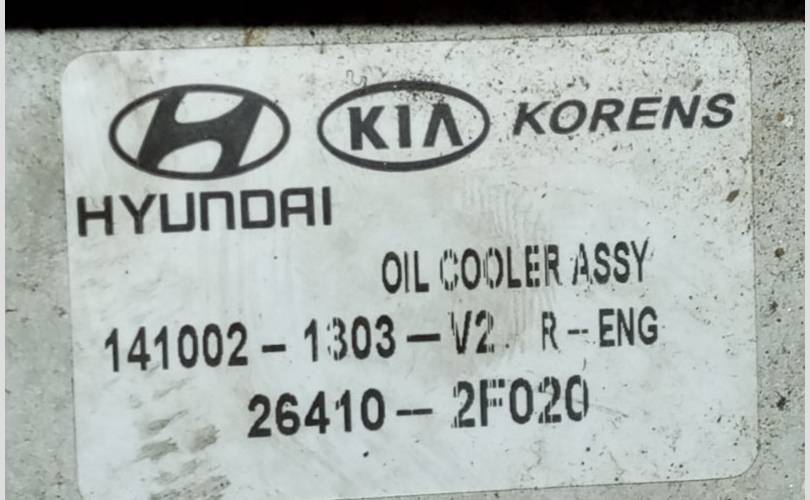 KIA KORENS
HYUNDAI
OIL COOLER ASSY
141002-1303-V2 R-ENG
26410-2F020